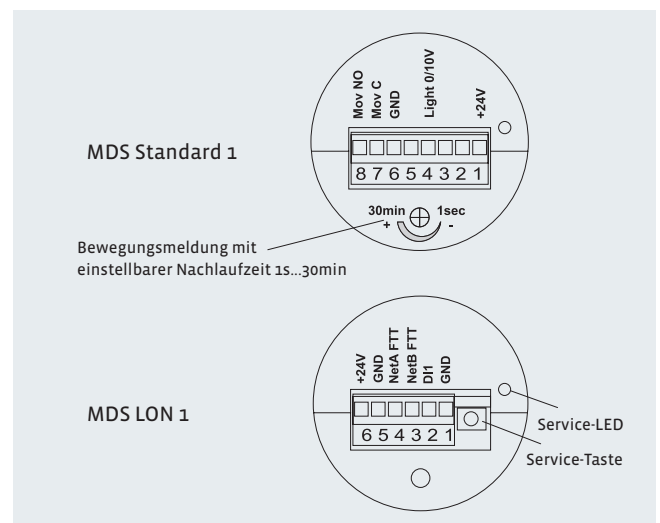 Mov NO
Mov C
GND
Light 0/10V
+24V
MDS Standard 1
8 7 6 5 4 3 2 1
30min
1sec
+
-
Bewegungsmeldung mit
einstellbarer Nachlaufzeit 1s...30min
+24V
GND
NetA FTT
NetB FTT
DI1
GND
MDS LON 1
6 5 4 3 2 1
Service-LED
Service-Taste